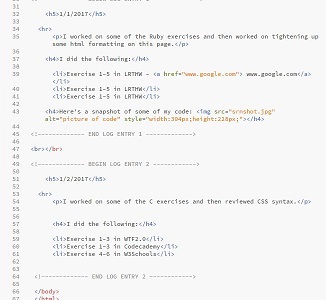 31
32 <h5>1/1/2017</h5>
33
34 <hr>
35 <p>I worked on some of the Ruby exercises and then worked on tightening up
some html formatting on this page.</p>
36
37 <h4>I did the following:</h4>
38
39 <li>Exercise 1-5 in LRTHW - <a href="www.google.com"> www.google.com</a>
</li>
40 <li>Exercise 1-5 in LRTHW</li>
41 <li>Exercise 1-5 in LRTHW</li>
42
43 <h4>Here's a snapshot of some of my code: <img src="srnshot.jpg"
alt="picture of code" style="width:304px;height:228px;"></h4>
44
45 <!------------- END LOG ENTRY 1 ------------->
46
47 <br></br>
48
49 <!------------- BEGIN LOG ENTRY 2 ------------->
50
51 <h5>1/2/2017</h5>
52
53 <hr>
54 <p>I worked on some of the C exercises and then reviewed CSS syntax.</p>
55
56
57 <h4>I did the following:</h4>
58
59 <li>Exercise 1-3 in WTF2.0</li>
60 <li>Exercise 1-3 in Codecademy</li>
61 <li>Exercise 4-6 in W3Schools</li>
62
63
64 <!------------- END LOG ENTRY 2 ------------->
65
66 </body>
67 </html>